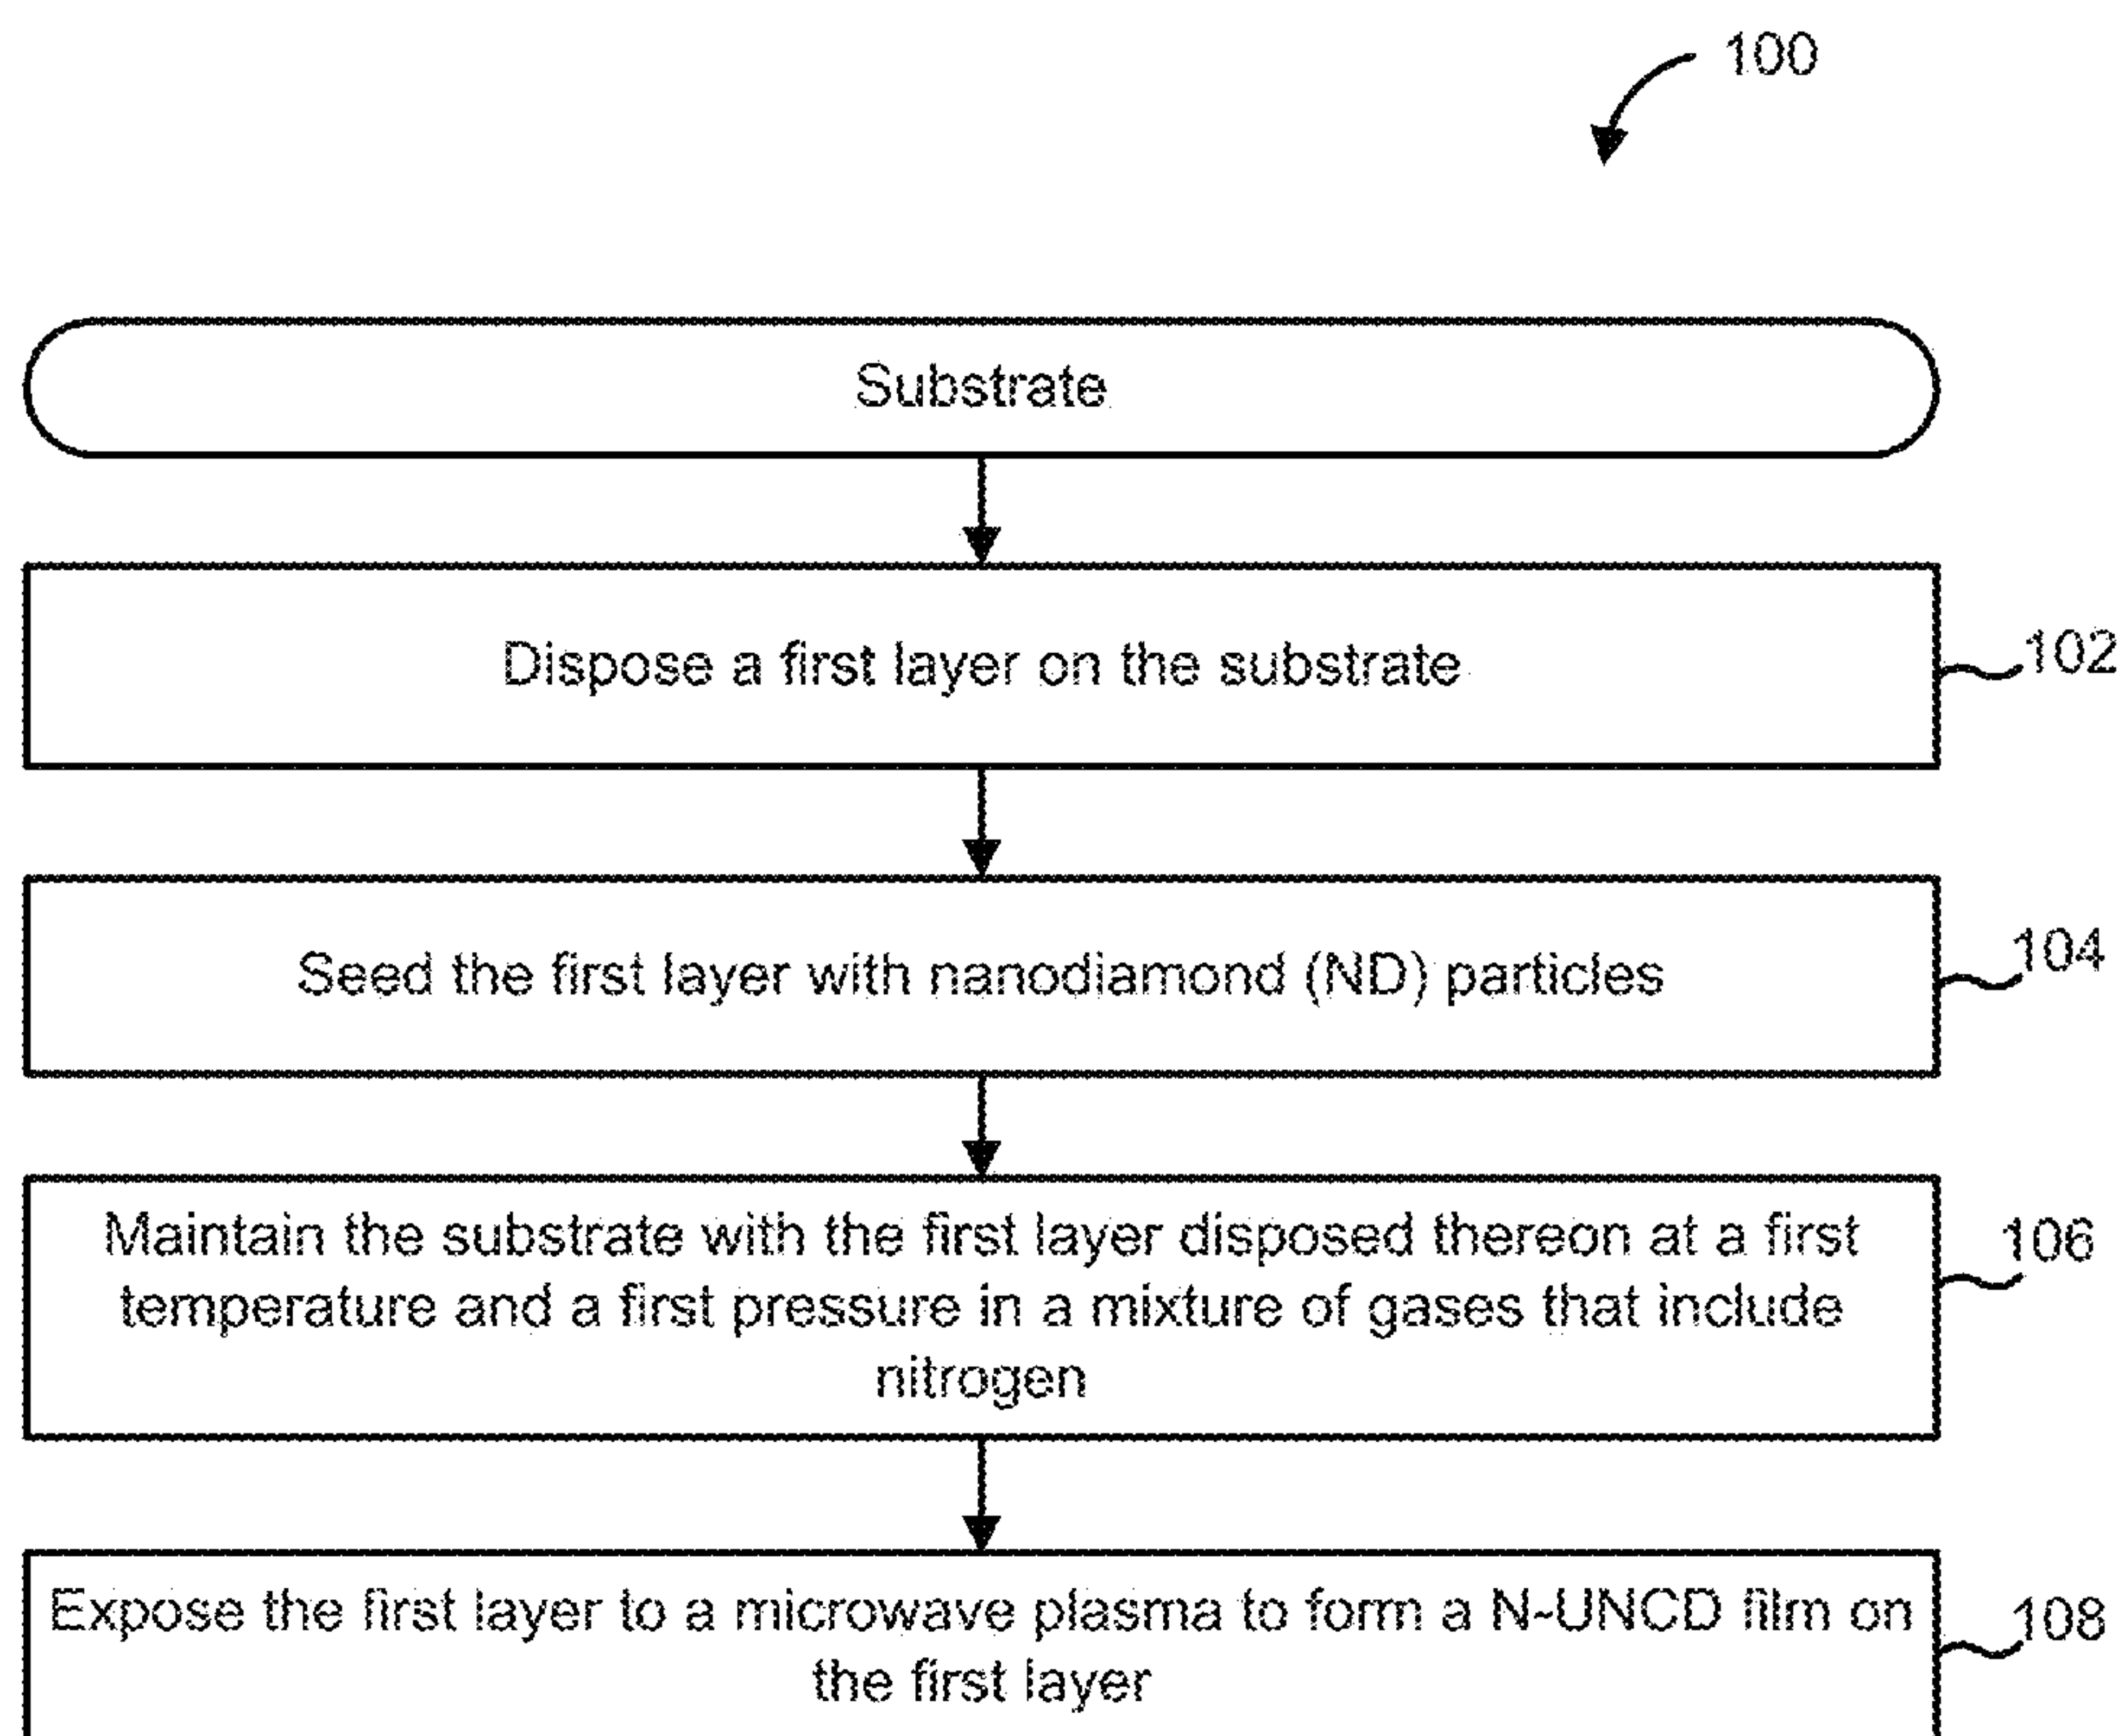 100
Substrate
Dispose a first layer on the substrate
102
Seed the first layer with nanodiamond (ND) particles
104
Maintain the substrate with the first layer disposed thereon at a first
temperature and a first pressure in a mixture of gases that include
nitrogen
106
Expose the first layer to a microwave plasma to form a N-UNCD film on
the first layer
108